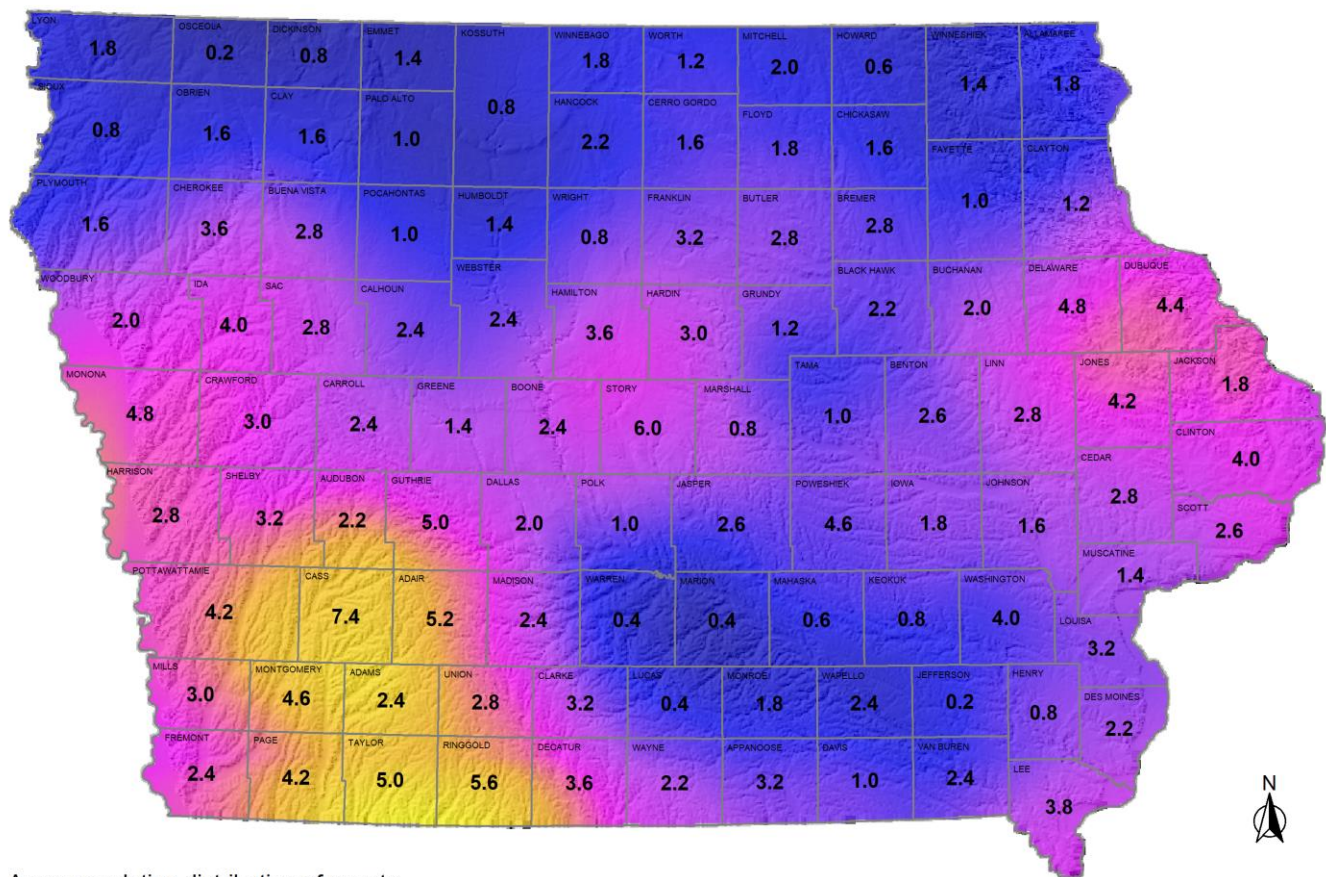 LYON
1.8
OSCEOLA
0.2
DICKINSON
0.8
EMMET
1.4
KOSSUTH
0.8
WINNEBAGO
1.8
WORTH
1.2
MITCHELL
2.0
HOWARD
0.6
WINNESHIEK
1.4
ALLAMAKEE
1.8
SIOUX
0.8
OBRIEN
1.6
CLAY
1.6
PALO ALTO
1.0
HANCOCK
2.2
CERRO GORDO
1.6
FLOYD
1.8
CHICKASAW
1.6
FAYETTE
1.0
CLAYTON
1.2
PLYMOUTH
1.6
CHEROKEE
3.6
BUENA VISTA
2.8
POCAHONTAS
1.0
HUMBOLDT
1.4
WRIGHT
0.8
FRANKLIN
3.2
BUTLER
2.8
BREMER
2.8
WOODBURY
2.0
IDA
4.0
SAC
2.8
CALHOUN
2.4
WEBSTER
2.4
HAMILTON
3.6
HARDIN
3.0
GRUNDY
1.2
BLACK HAWK
2.2
BUCHANAN
2.0
DELAWARE
4.8
DUBUQUE
4.4
MONONA
4.8
CRAWFORD
3.0
CARROLL
2.4
GREENE
1.4
BOONE
2.4
STORY
6.0
MARSHALL
0.8
TAMA
1.0
BENTON
2.6
LINN
2.8
JONES
4.2
JACKSON
1.8
CLINTON
4.0
HARRISON
2.8
SHELBY
3.2
AUDUBON
2.2
GUTHRIE
5.0
DALLAS
2.0
POLK
1.0
JASPER
2.6
POWESHIEK
4.6
IOWA
1.8
JOHNSON
1.6
CEDAR
2.8
SCOTT
2.6
MUSCATINE
1.4
POTTAWATTAMIE
4.2
CASS
7.4
ADAIR
5.2
MADISON
2.4
WARREN
0.4
MARION
0.4
MAHASKA
0.6
KEOKUK
0.8
WASHINGTON
4.0
LOUISA
3.2
MILLS
3.0
MONTGOMERY
4.6
ADAMS
2.4
UNION
2.8
CLARKE
3.2
LUCAS
0.4
MONROE
1.8
WAPELLO
2.4
JEFFERSON
0.2
HENRY
0.8
DES MOINES
2.2
FREMONT
2.4
PAGE
4.2
TAYLOR
5.0
RINGGOLD
5.6
DECATUR
3.6
WAYNE
2.2
APPANOOSE
3.2
DAVIS
1.0
VAN BUREN
2.4
LEE
3.8
N